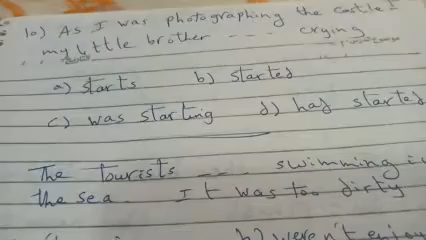 10) As I was photographing the castle
my little brother .... crying
a) starts b) started
c) was starting d) had started
The tourists .... swimming in
the sea. It was too dirty
b) weren't enjoy